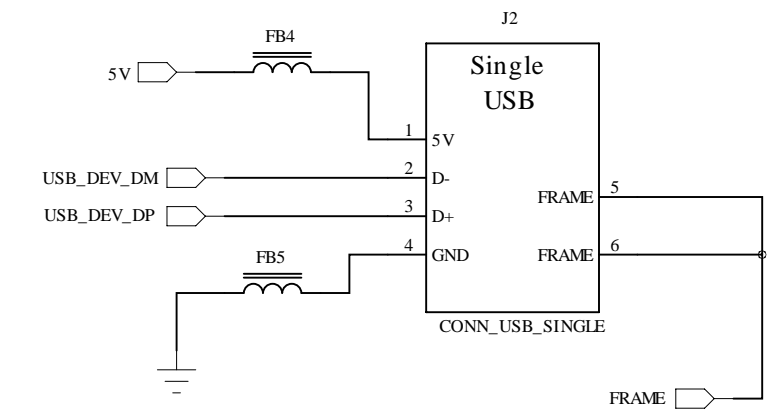 J2
FB4
5V
Single
USB
1
5V
USB_DEV_DM
2
D-
USB_DEV_DP
3
D+
FRAME
5
4
GND
FRAME
6
FB5
CONN_USB_SINGLE
FRAME